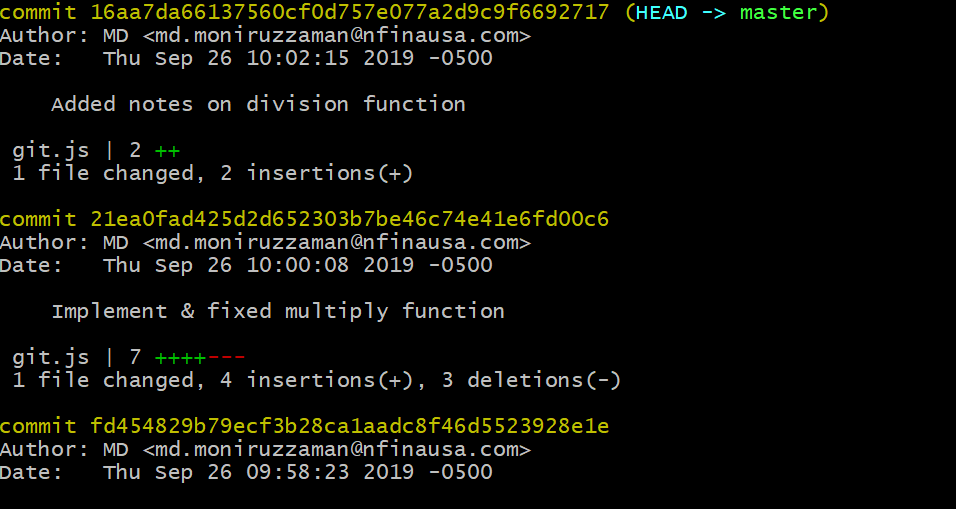 commit 16aa7da66137560cf0d757e077a2d9c9f6692717 (HEAD -> master)
Author: MD <md.moniruzzaman@nfinausa.com>
Date:   Thu Sep 26 10:02:15 2019 -0500
    Added notes on division function
 git.js | 2 ++
 1 file changed, 2 insertions(+)
commit 21ea0fad425d2d652303b7be46c74e41e6fd00c6
Author: MD <md.moniruzzaman@nfinausa.com>
Date:   Thu Sep 26 10:00:08 2019 -0500
    Implement & fixed multiply function
 git.js | 7 ++++---
 1 file changed, 4 insertions(+), 3 deletions(-)
commit fd454829b79ecf3b28ca1aadc8f46d5523928e1e
Author: MD <md.moniruzzaman@nfinausa.com>
Date:   Thu Sep 26 09:58:23 2019 -0500